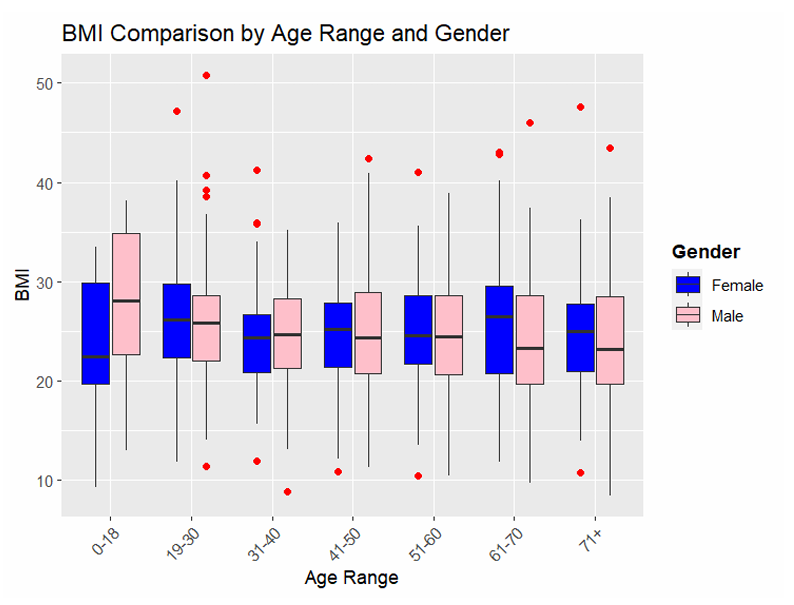 BMI Comparison by Age Range and Gender
50
40
30
20
10
BMI
0-18
19-30
31-40
41-50
51-60
61-70
71+
Age Range
Gender
Female
Male